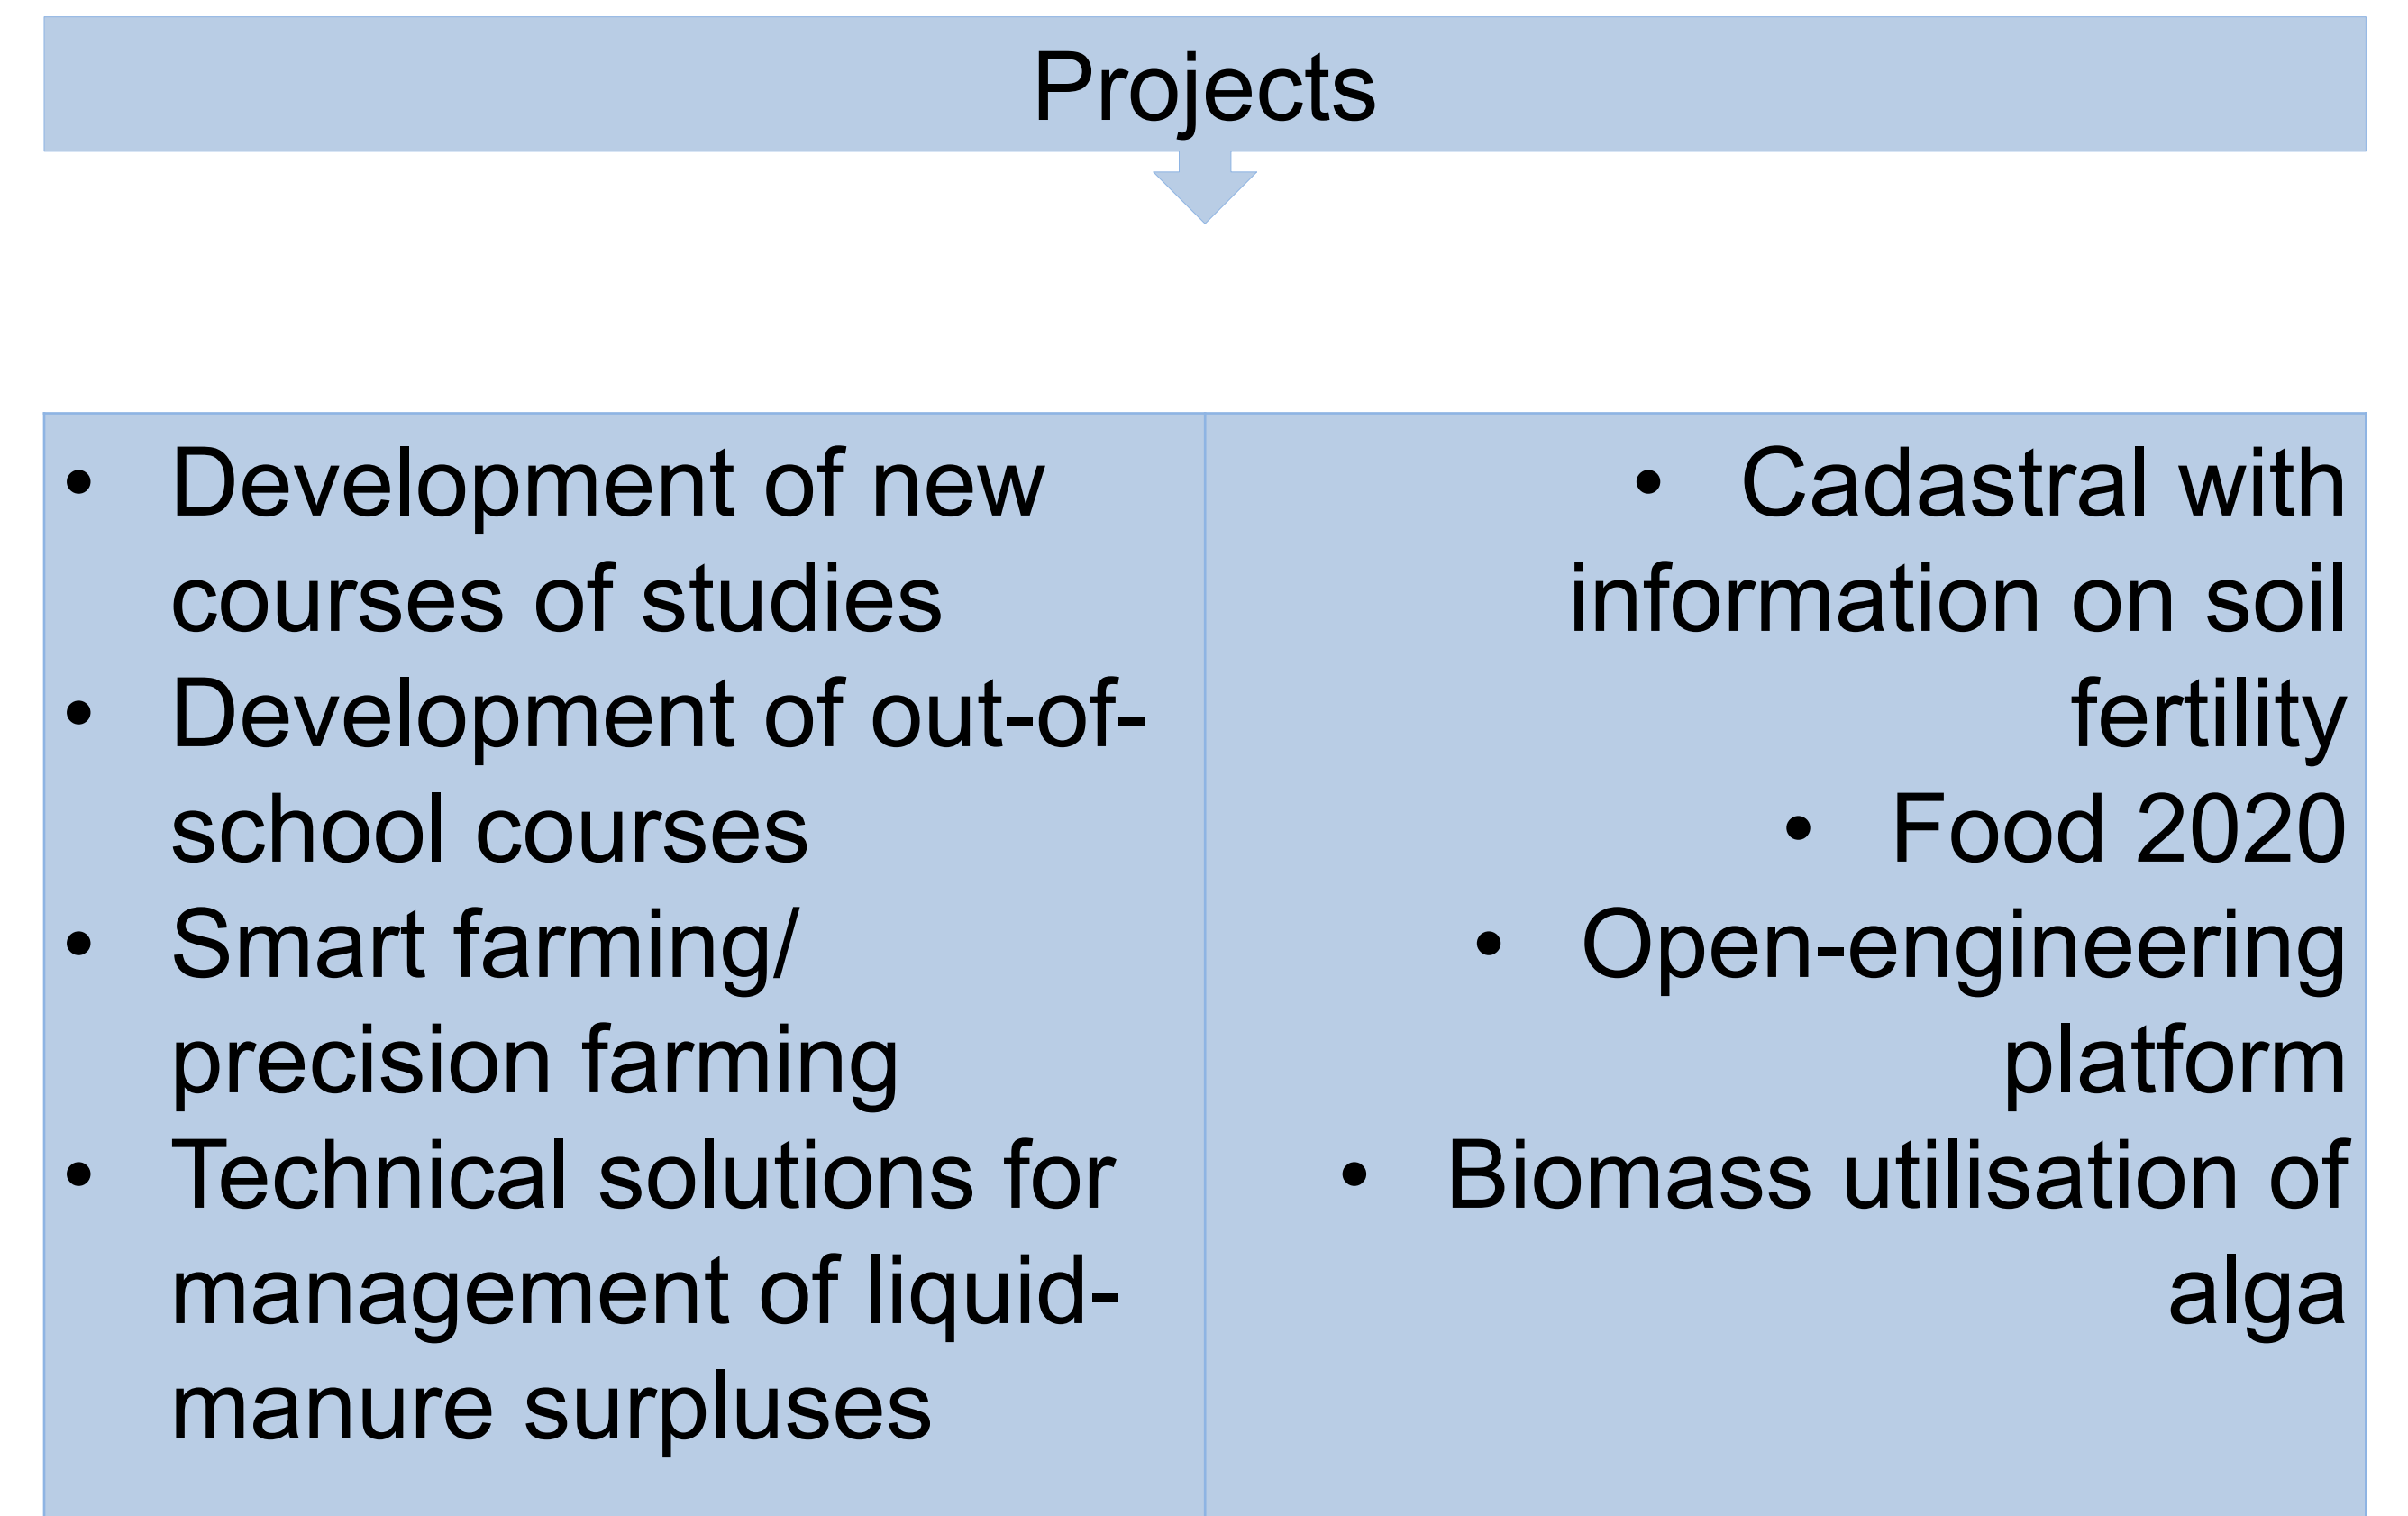 Projects
• Development of new
courses of studies
• Development of out-of-
school courses
• Smart farming/
precision farming
• Technical solutions for
management of liquid-
manure surpluses
• Cadastral with
information on soil
fertility
• Food 2020
• Open-engineering
platform
• Biomass utilisation of
alga